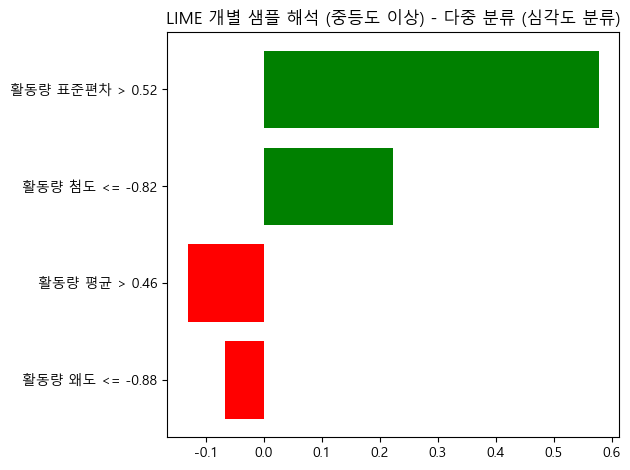 LIME 개별 샘플 해석 (중등도 이상) - 다중 분류 (심각도 분류)
활동량 표준편차 > 0.52
활동량 첨도 <= -0.82
활동량 평균 > 0.46
활동량 왜도 <= -0.88
-0.1 0.0 0.1 0.2 0.3 0.4 0.5 0.6